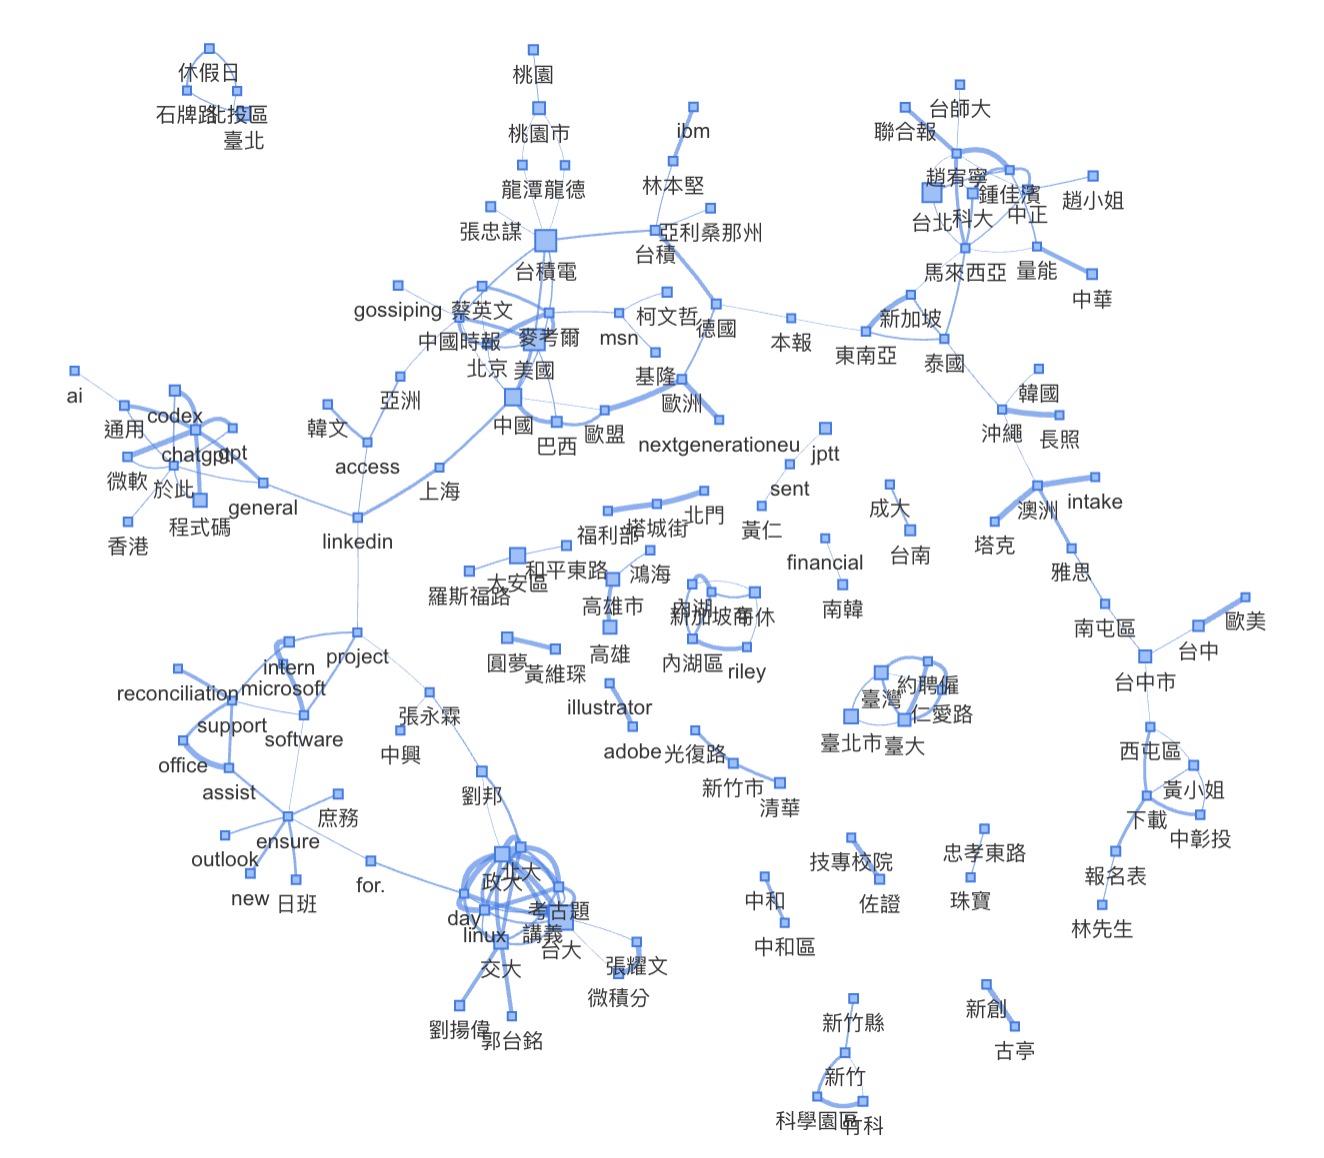 休假日
石牌路
北投區
臺北
桃園
桃園市
龍潭
龍德
張忠謀
台積電
ibm
林本堅
亞利桑那州
台積
台師大
聯合報
趙宥寧
鍾佳濱
趙小姐
台北
科大
中正
馬來西亞
量能
中華
gossiping
蔡英文
中國時報
麥考爾
北京
美國
msn
柯文哲
基隆
德國
本報
東南亞
新加坡
泰國
ai
通用
codex
chatgpt
gpt
微軟
於此
程式碼
general
香港
韓文
亞洲
access
中國
巴西
歐盟
歐洲
nextgenerationeu
韓國
沖繩
長照
上海
linkedin
jptt
sent
黃仁
福利部
塔城街
北門
成大
台南
澳洲
intake
塔克
雅思
南屯區
羅斯福路
大安區
和平東路
鴻海
高雄市
高雄
內湖
新加坡商
午休
內湖區
riley
financial
南韓
歐美
台中
台中市
圓夢
黃維琛
project
intern
microsoft
reconciliation
support
software
office
assist
張永霖
中興
illustrator
adobe
光復路
新竹市
清華
臺灣
約聘僱
仁愛路
臺北市
臺大
西屯區
黃小姐
下載
中彰投
報名表
林先生
劉邦
庶務
ensure
outlook
new
日班
for.
政大
北大
day
考古題
linux
講義
台大
交大
張耀文
微積分
劉揚偉
郭台銘
技專校院
佐證
忠孝東路
珠寶
中和
中和區
新竹縣
新竹
科學園區
竹科
新創
古亭